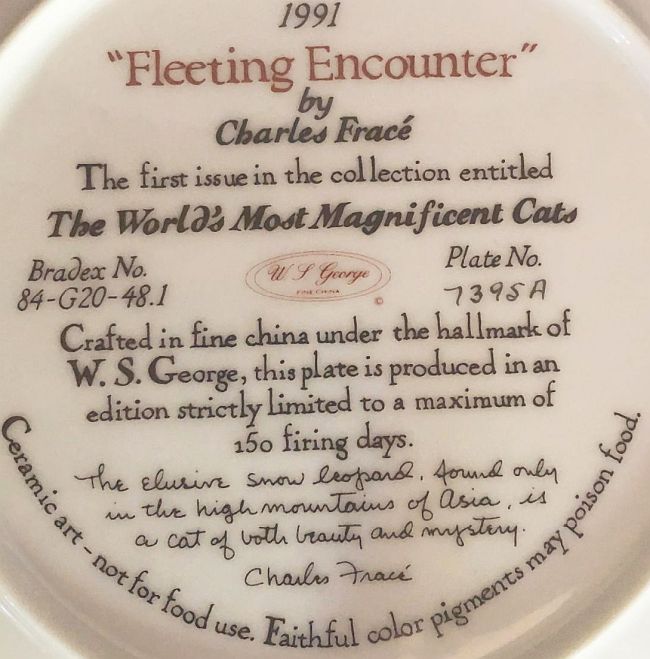 1991
"Fleeting Encounter"
by
Charles Fracé
The first issue in the collection entitled
The World's Most Magnificent Cats
Bradex No.
84-G20-48.1
W S George
FINE CHINA
©
Plate No.
7395A
Crafted in fine china under the hallmark of
W. S. George, this plate is produced in an
edition strictly limited to a maximum of
150 firing days.
The elusive snow leopard, found only
in the high mountains of Asia, is
a cat of both beauty and mystery.
Charles Fracé
Ceramic art - not for food use. Faithful color pigments may poison food.